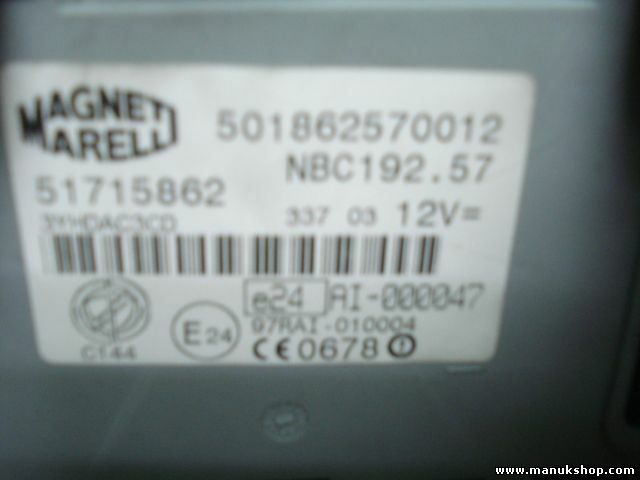 MAGNETI MARELLI
501862570012
NBC192.57
51715862
3YHDAC3CD
337 03 12V=
e24 AI-000047
E24
97RAI-010004
C144
CE0678
www.manukshop.com